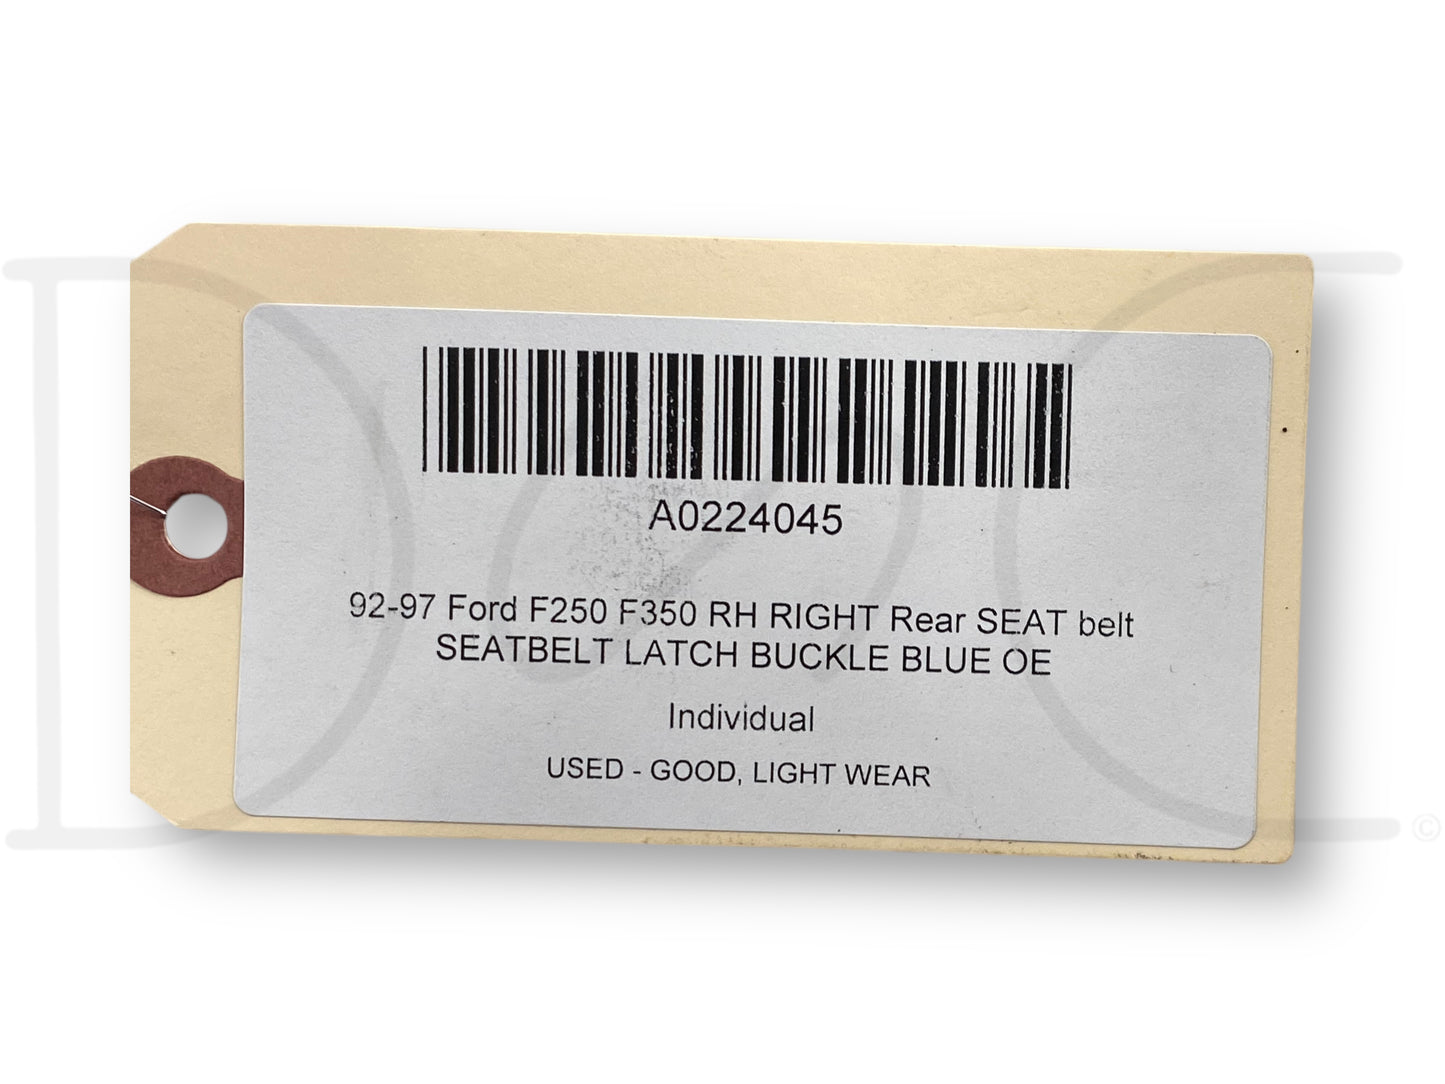 A0224045
92-97 Ford F250 F350 RH RIGHT Rear SEAT belt
SEATBELT LATCH BUCKLE BLUE OE
Individual
USED - GOOD, LIGHT WEAR
©